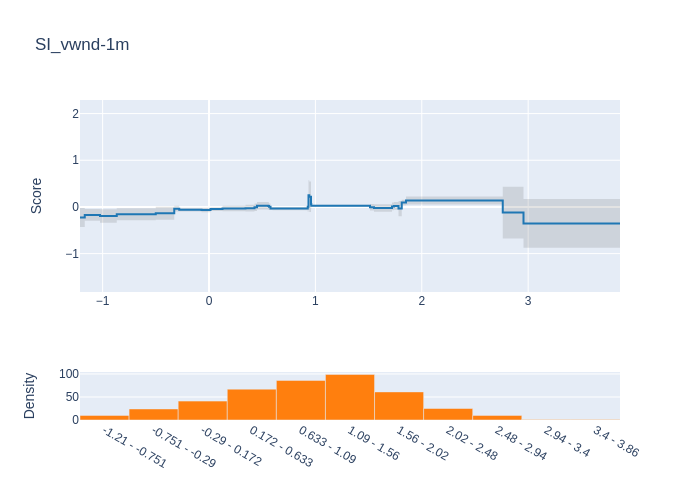 SI_vwnd-1m
Score
2
1
0
−1
−1
0
1
2
3
Density
100
50
0
-1.21 - -0.751
-0.751 - -0.29
-0.29 - 0.172
0.172 - 0.633
0.633 - 1.09
1.09 - 1.56
1.56 - 2.02
2.02 - 2.48
2.48 - 2.94
2.94 - 3.4
3.4 - 3.86